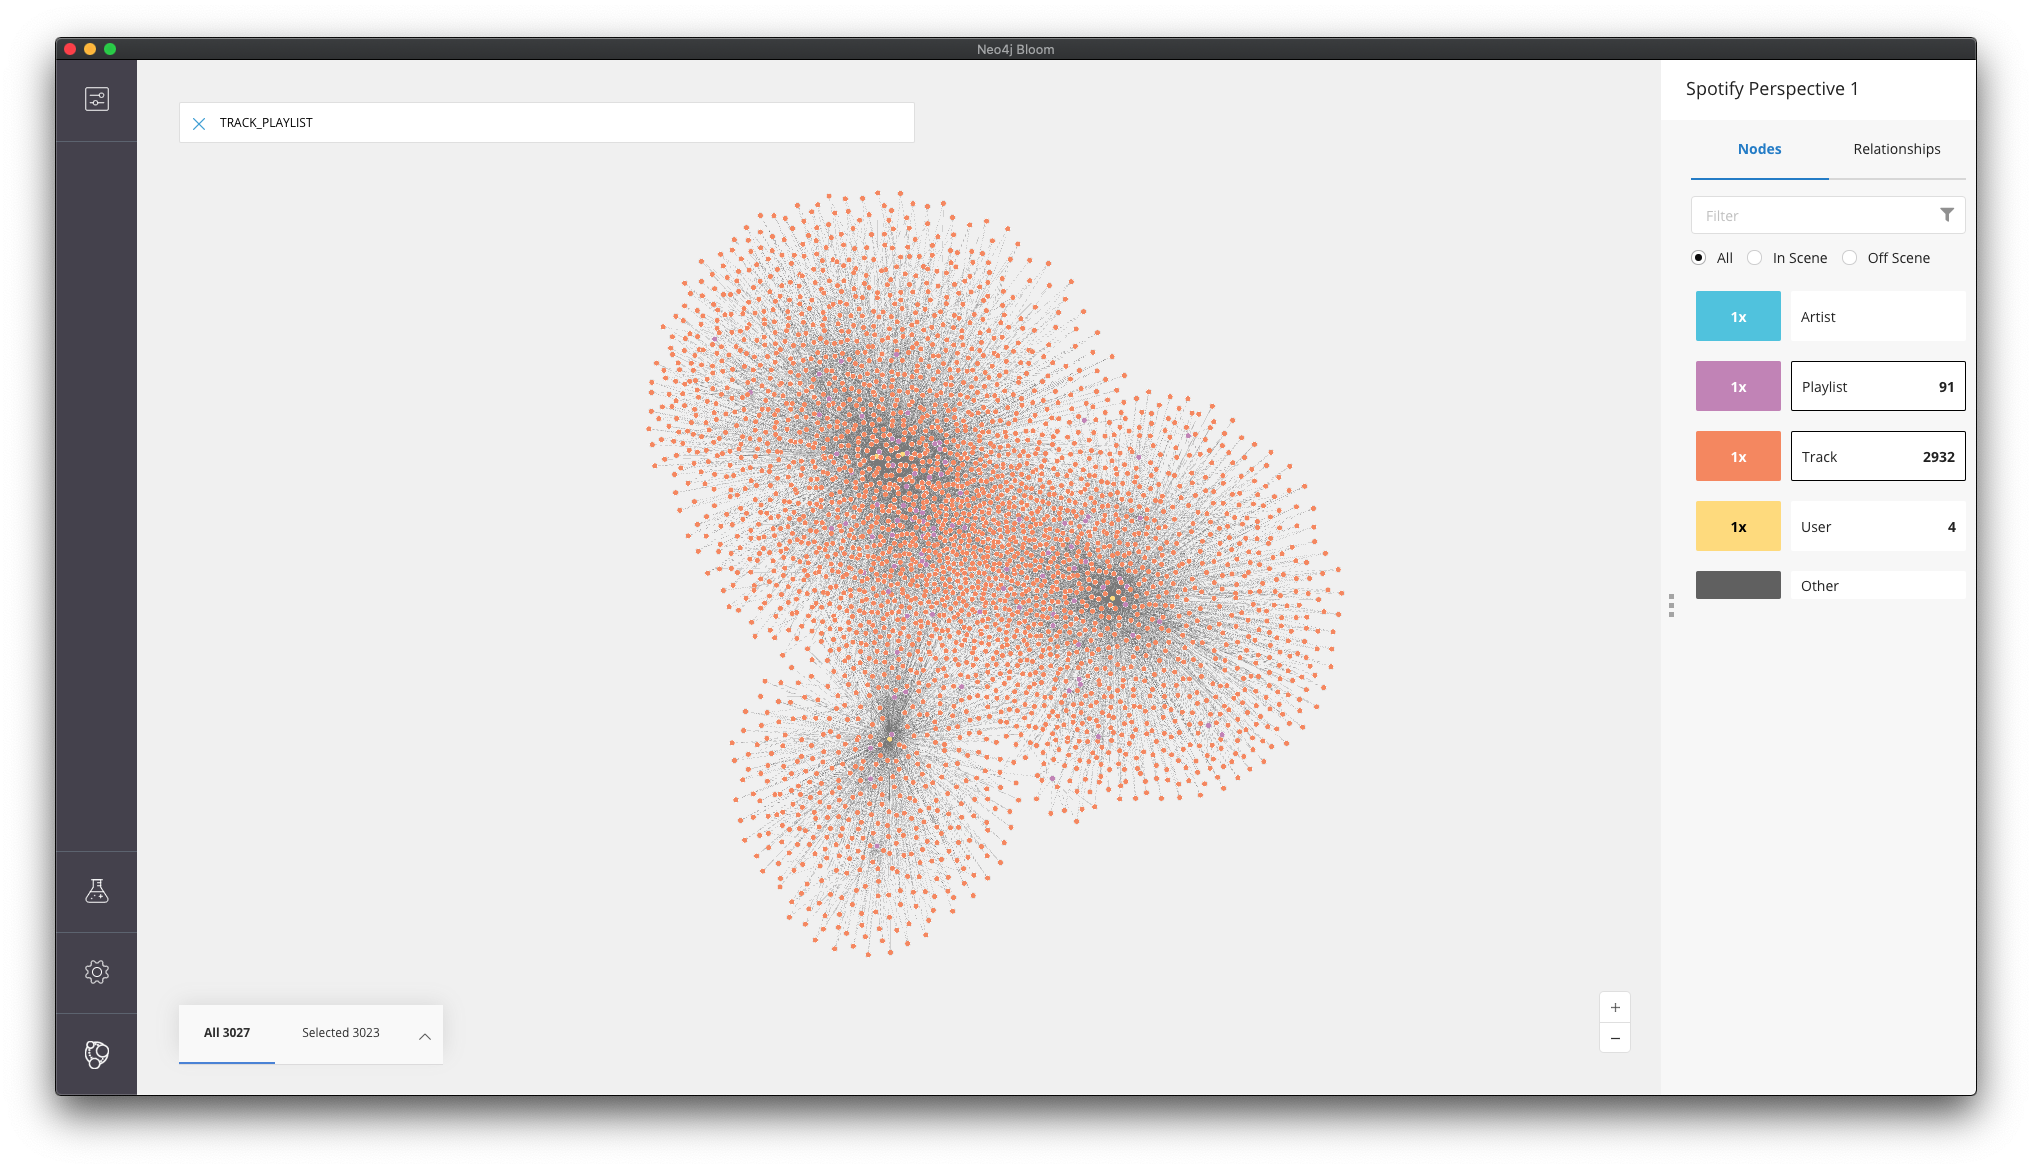 Neo4j Bloom
TRACK_PLAYLIST
Spotify Perspective 1
Nodes Relationships
Filter
All In Scene Off Scene
1x Artist
1x Playlist 91
1x Track 2932
1x User 4
Other
All 3027 Selected 3023